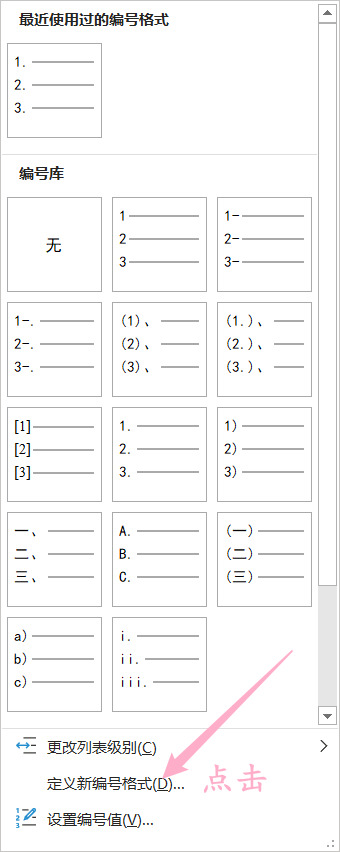 最近使用过的编号格式
1.
2.
3.
编号库
无
1
2
3
1-
2-
3-
1-.
2-.
3-.
(1)、
(2)、
(3)、
(1.)、
(2.)、
(3.)、
[1]
[2]
[3]
1.
2.
3.
1)
2)
3)
一、
二、
三、
A.
B.
C.
(一)
(二)
(三)
a)
b)
c)
i.
ii.
iii.
更改列表级别(C)
定义新编号格式(D)...
点击
设置编号值(V)...